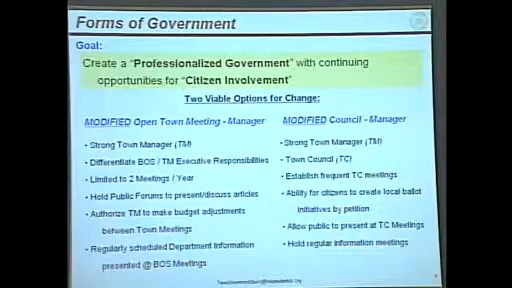 Forms of Government
Goal:
Create a “Professionalized Government” with continuing
opportunities for “Citizen Involvement”
Two Viable Options for Change:
MODIFIED Open Town Meeting - Manager
• Strong Town Manager (TM)
• Differentiate BOS / TM Executive Responsibilities
• Limited to 2 Meetings / Year
• Hold Public Forums to present/discuss articles
• Authorize TM to make budget adjustments
between Town Meetings
• Regularly scheduled Department Information
presented @ BOS Meetings
MODIFIED Council - Manager
• Strong Town Manager (TM)
• Town Council (TC)
• Establish frequent TC meetings
• Ability for citizens to create local ballot
initiatives by petition
• Allow public to present at TC Meetings
• Hold regular information meetings